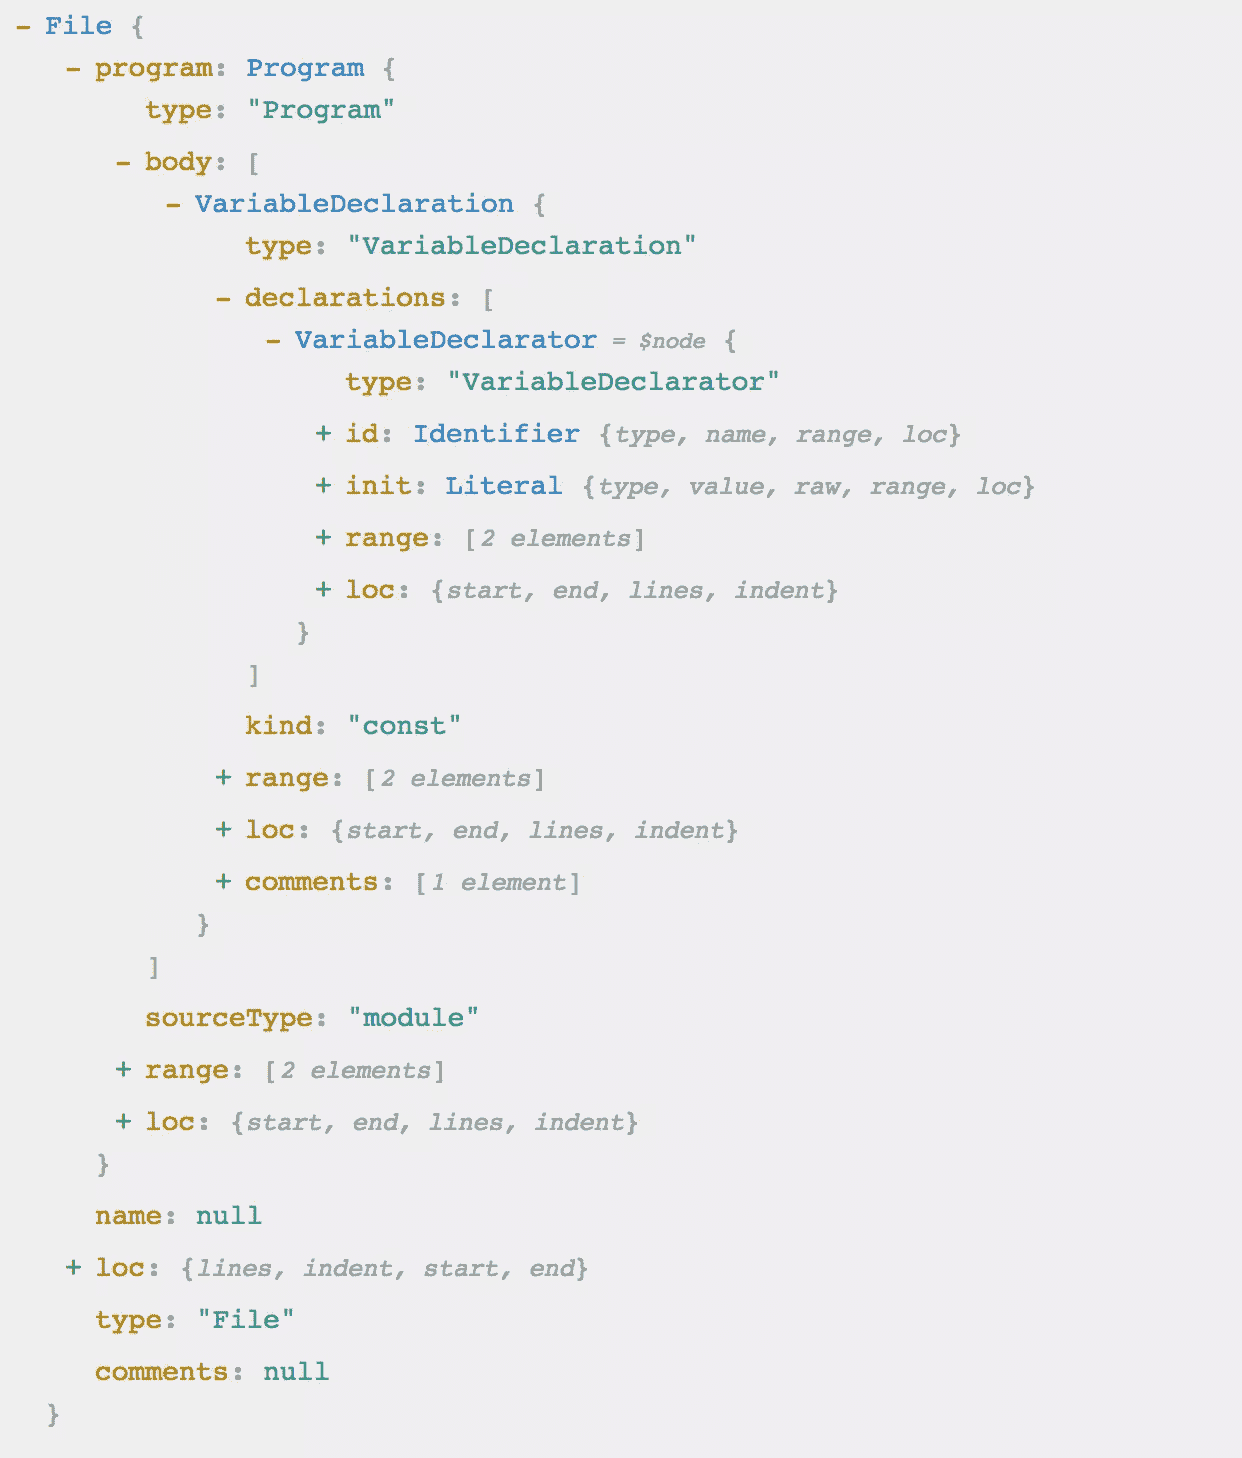 - File {
- program: Program {
type: "Program"
- body: [
- VariableDeclaration {
type: "VariableDeclaration"
- declarations: [
- VariableDeclarator = $node {
type: "VariableDeclarator"
+ id: Identifier {type, name, range, loc}
+ init: Literal {type, value, raw, range, loc}
+ range: [2 elements]
+ loc: {start, end, lines, indent}
}
]
kind: "const"
+ range: [2 elements]
+ loc: {start, end, lines, indent}
+ comments: [1 element]
}
]
sourceType: "module"
+ range: [2 elements]
+ loc: {start, end, lines, indent}
}
name: null
+ loc: {lines, indent, start, end}
type: "File"
comments: null
}